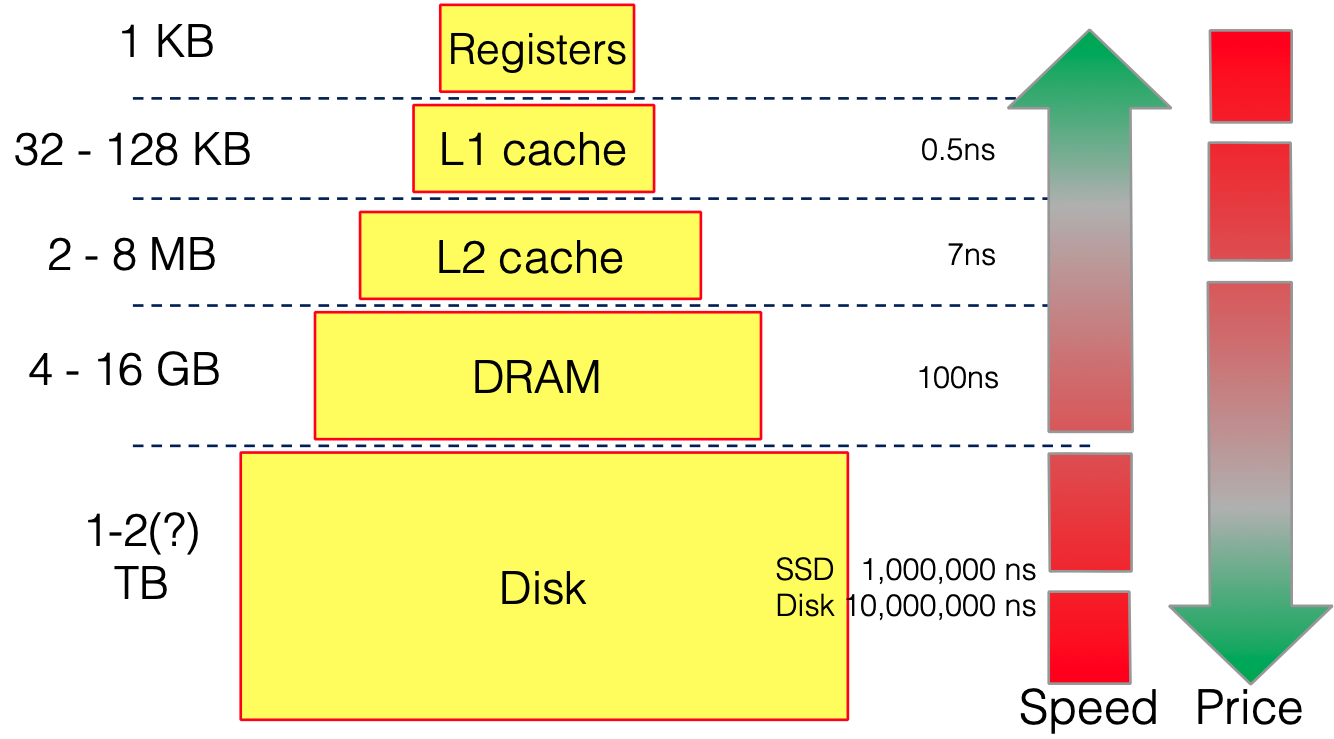 1 KB
Registers
32 - 128 KB
L1 cache
0.5ns
2 - 8 MB
L2 cache
7ns
4 - 16 GB
DRAM
100ns
1-2(?)
TB
Disk
SSD 1,000,000 ns
Disk 10,000,000 ns
Speed
Price